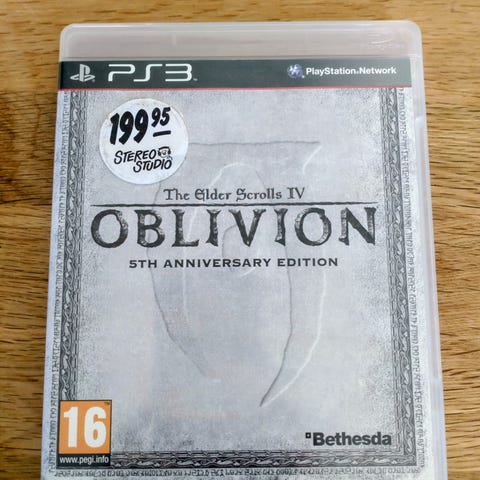 PS3
PlayStation®Network
199 95
STEREO
STUDIO
The Elder Scrolls IV
OBLIVION
5TH ANNIVERSARY EDITION
16
www.pegi.info
Bethesda